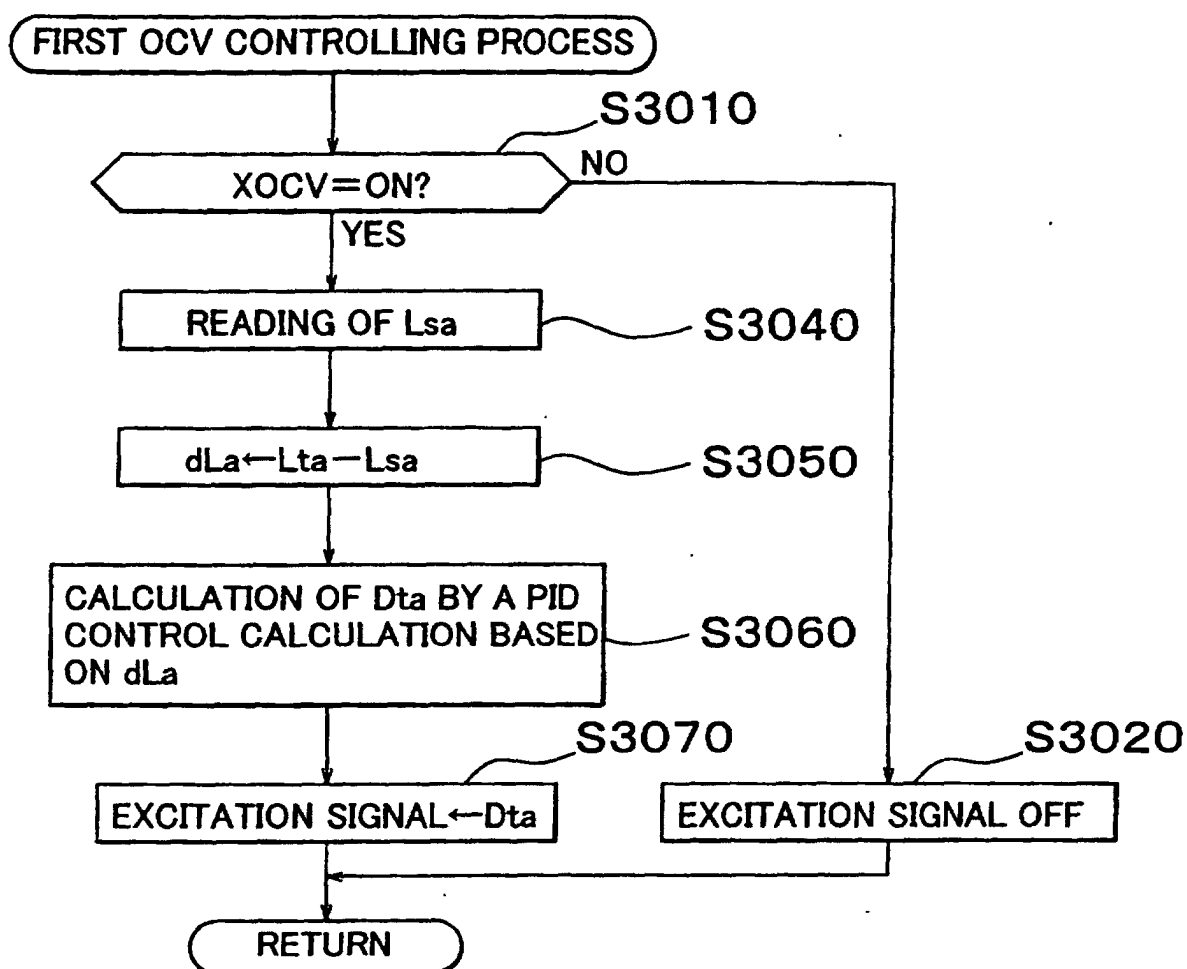 FIRST OCV CONTROLLING PROCESS
S3010
XOCV=ON?
NO
YES
READING OF Lsa
S3040
dLa←Lta−Lsa
S3050
CALCULATION OF Dta BY A PID
CONTROL CALCULATION BASED
ON dLa
S3060
S3070
EXCITATION SIGNAL←Dta
S3020
EXCITATION SIGNAL OFF
RETURN